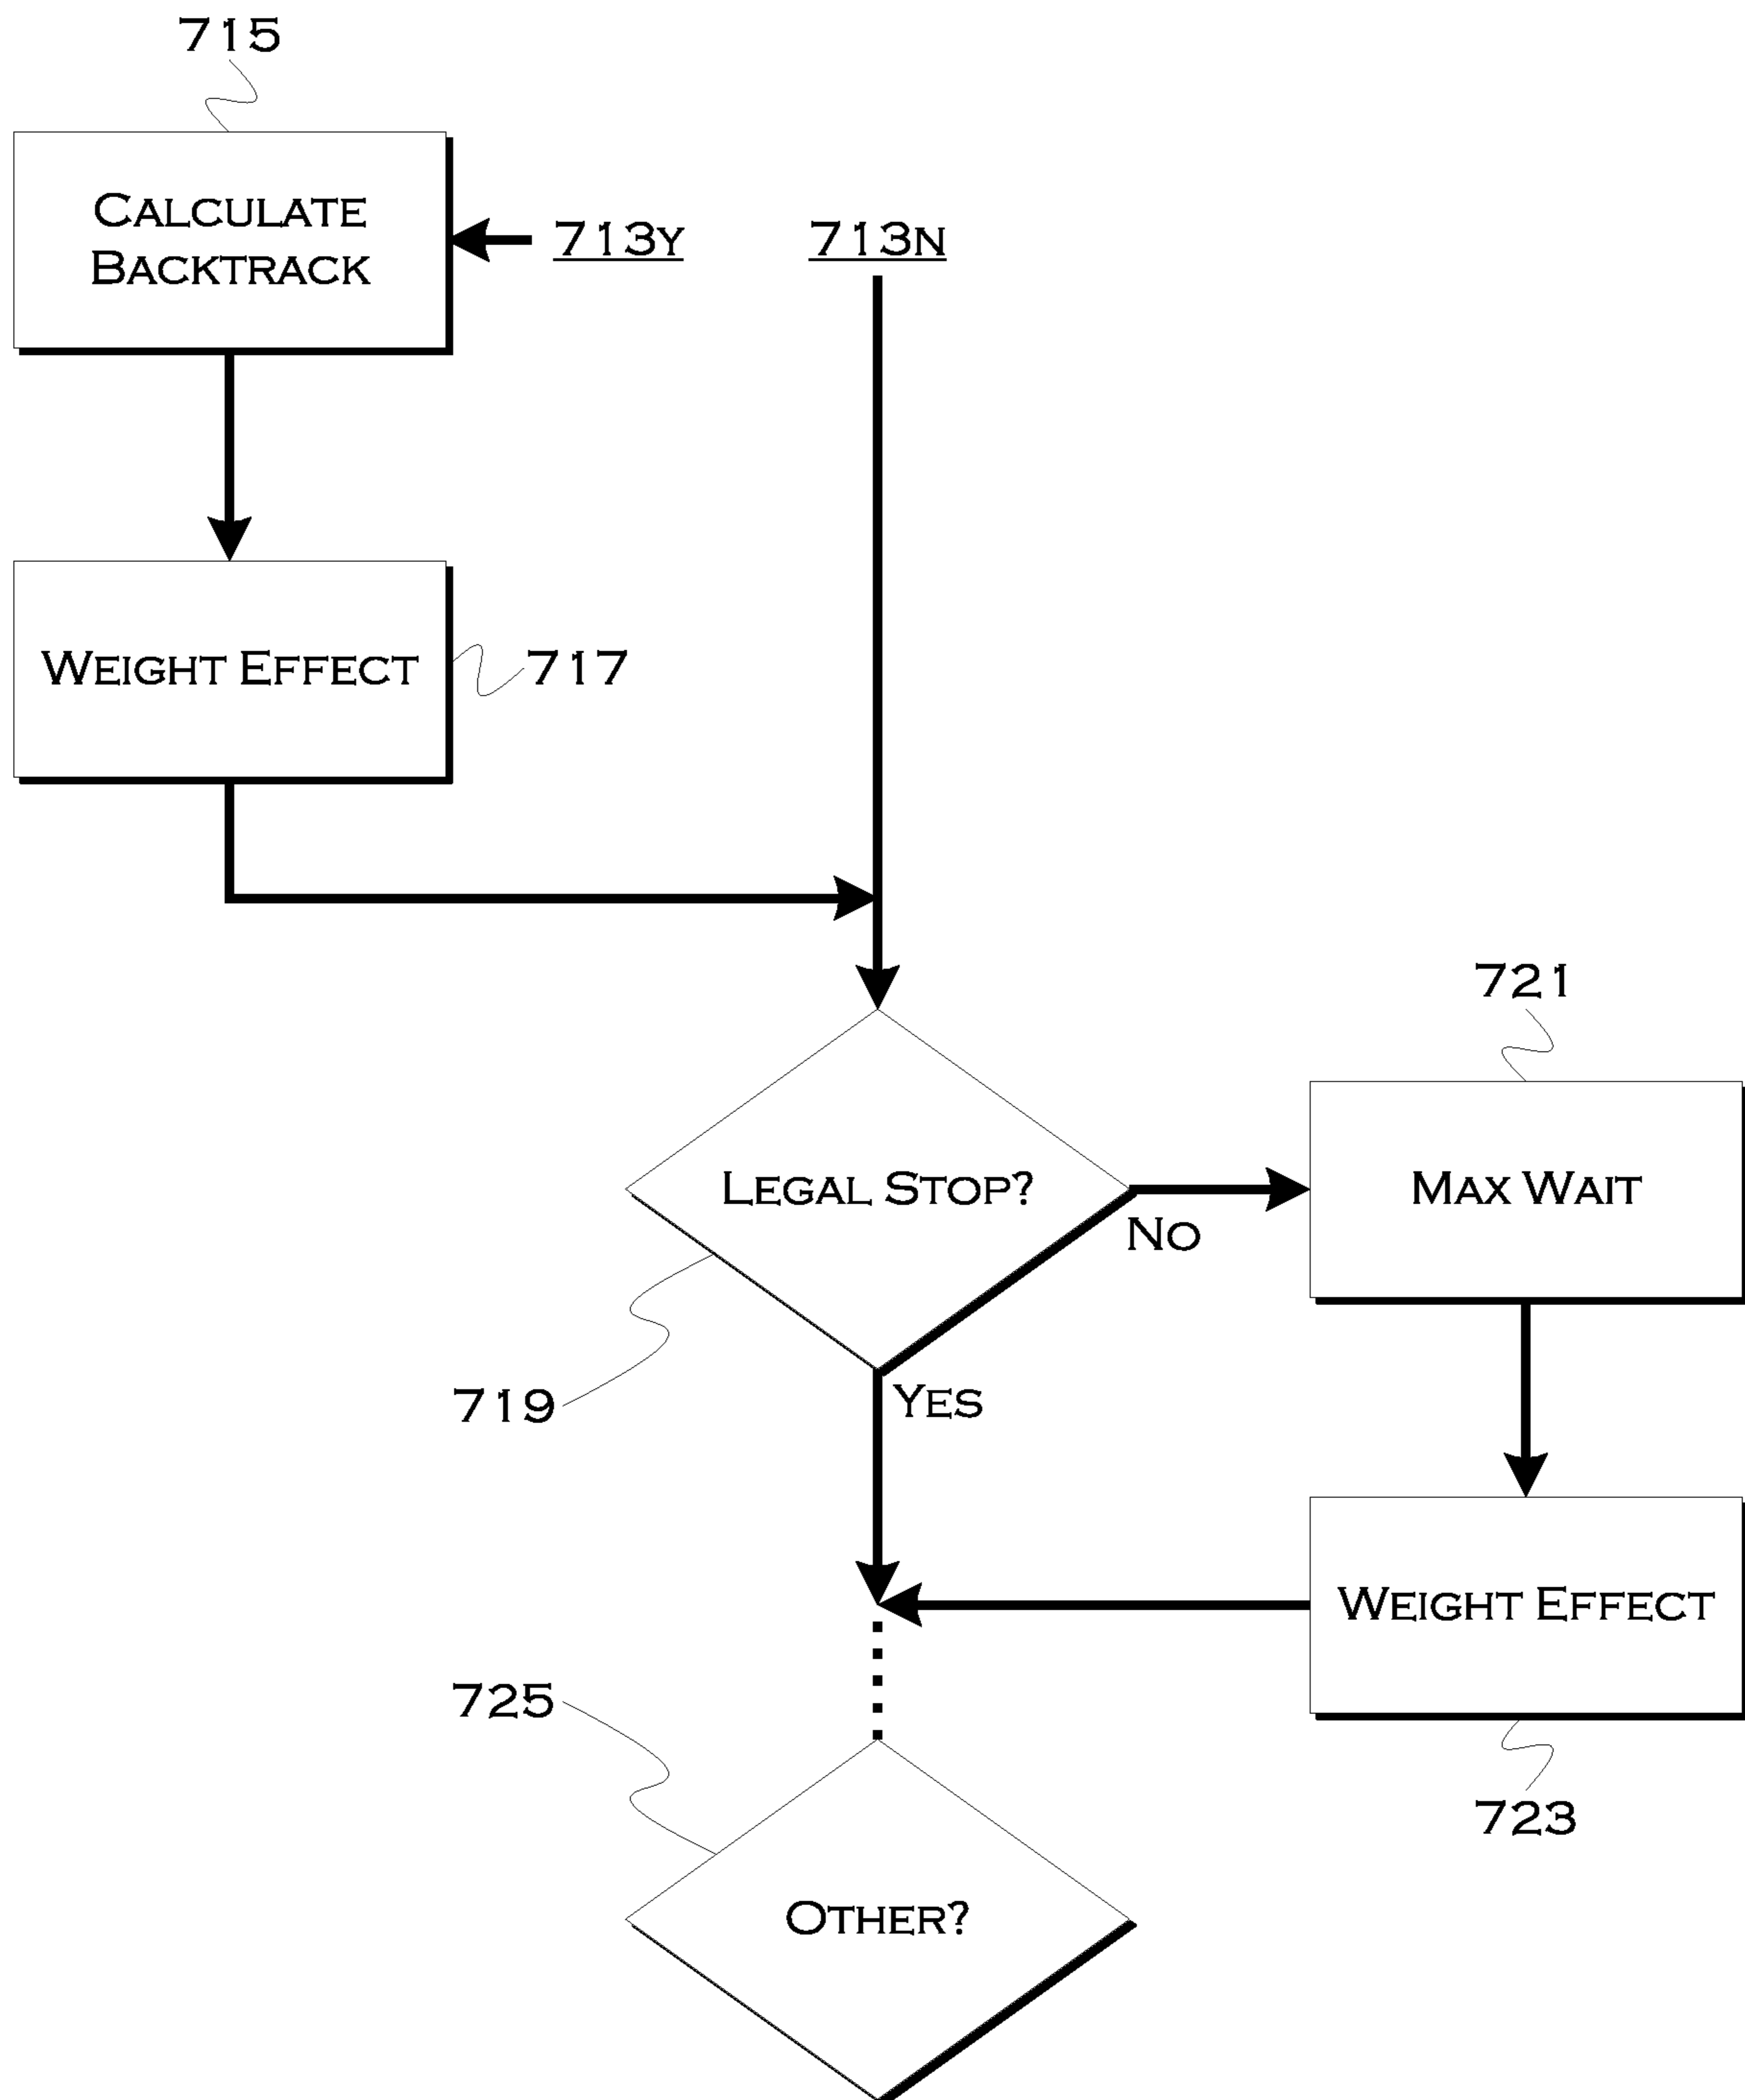 715
CALCULATE
BACKTRACK
713Y
713N
WEIGHT EFFECT
717
721
LEGAL STOP?
MAX WAIT
NO
719
YES
WEIGHT EFFECT
725
723
OTHER?